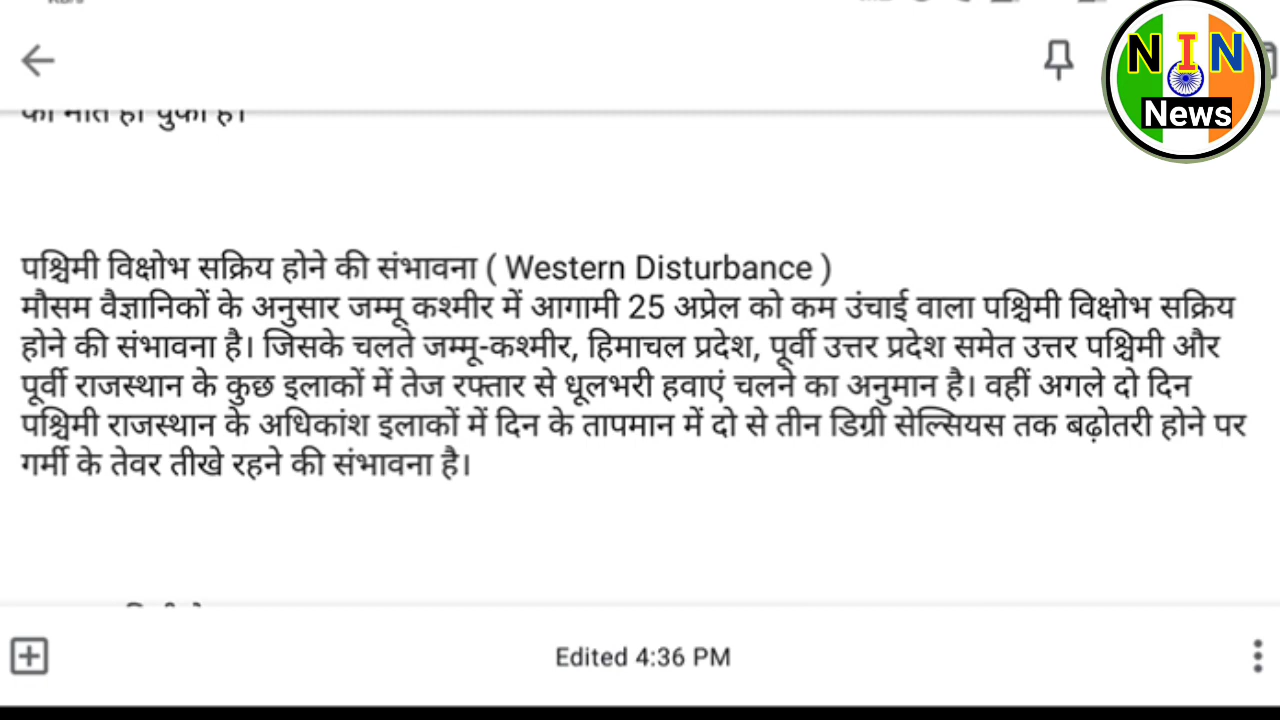 NIN
News
पश्चिमी विक्षोभ सक्रिय होने की संभावना ( Western Disturbance )
मौसम वैज्ञानिकों के अनुसार जम्मू कश्मीर में आगामी 25 अप्रेल को कम उंचाई वाला पश्चिमी विक्षोभ सक्रिय
होने की संभावना है। जिसके चलते जम्मू-कश्मीर, हिमाचल प्रदेश, पूर्वी उत्तर प्रदेश समेत उत्तर पश्चिमी और
पूर्वी राजस्थान के कुछ इलाकों में तेज रफ्तार से धूलभरी हवाएं चलने का अनुमान है। वहीं अगले दो दिन
पश्चिमी राजस्थान के अधिकांश इलाकों में दिन के तापमान में दो से तीन डिग्री सेल्सियस तक बढ़ोतरी होने पर
गर्मी के तेवर तीखे रहने की संभावना है।
Edited 4:36 PM